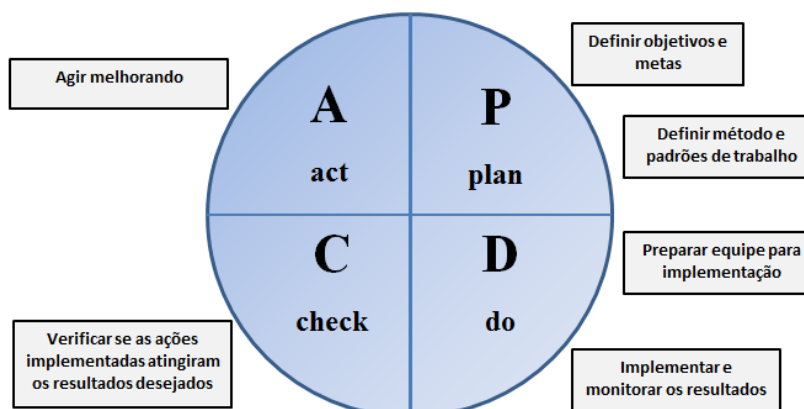 Definir objetivos e
metas
Agir melhorando
A
act
P
plan
Definir método e
padrões de trabalho
C
check
D
do
Preparar equipe para
implementação
Verificar se as ações
implementadas atingiram
os resultados desejados
Implementar e
monitorar os resultados